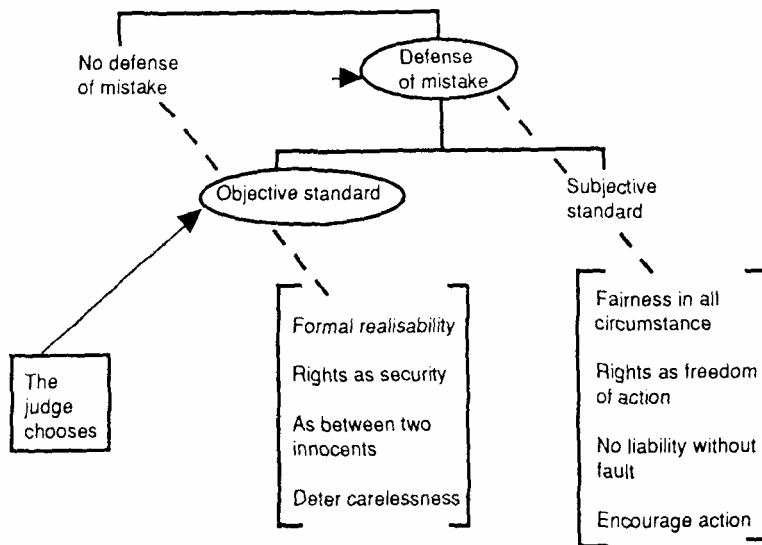 No defense
of mistake
Defense
of mistake
Objective standard
Subjective
standard
The
judge
chooses
Formal realisability
Rights as security
As between two
innocents
Deter carelessness
Fairness in all
circumstance
Rights as freedom
of action
No liability without
fault
Encourage action